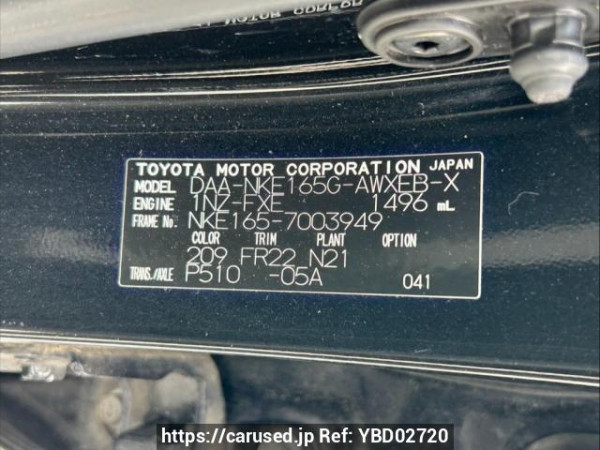 TOYOTA MOTOR CORPORATION JAPAN
MODEL DAA-NKE165G-AWXEB-X
ENGINE 1NZ-FXE 1496 mL
FRAME No. NKE165-7003949
COLOR TRIM PLANT OPTION
209 FR22 N21
TRANS./AXLE P510 -05A 041
https://carused.jp Ref: YBD02720